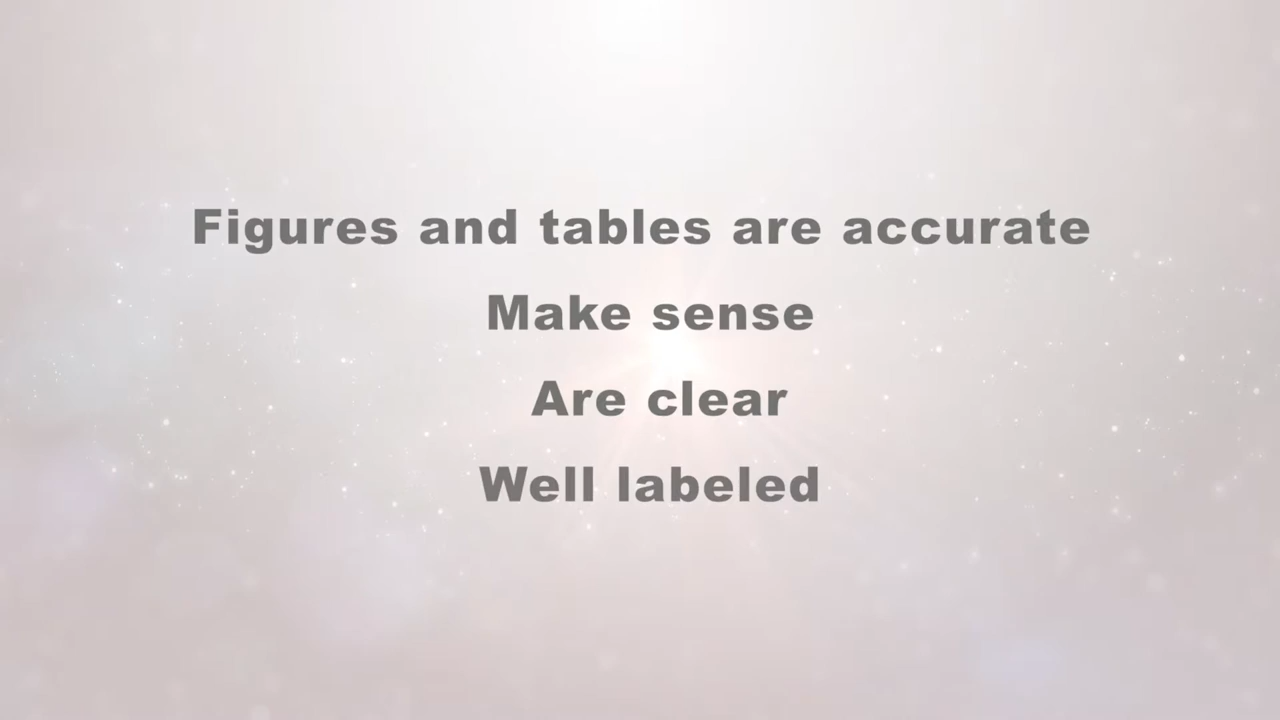 Figures and tables are accurate
Make sense
Are clear
Well labeled